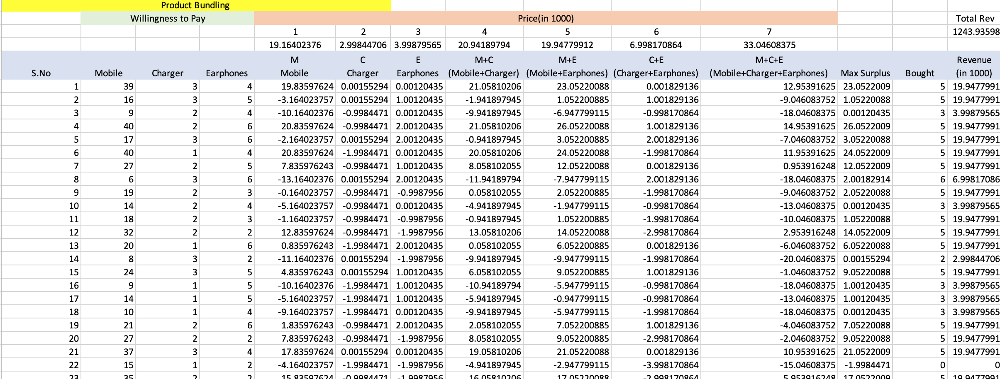 Product Bundling
Willingness to Pay Price(in 1000) Total Rev
1 2 3 4 5 6 7 1243.93598
19.16402376 2.99844706 3.99879565 20.94189794 19.94779912 6.998170864 33.04608375
M C E M+C M+E C+E M+C+E Revenue
S.No Mobile Charger Earphones Mobile Charger Earphones (Mobile+Charger) (Mobile+Earphones) (Charger+Earphones) (Mobile+Charger+Earphones) Max Surplus Bought (in 1000)
1 39 3 4 19.83597624 0.00155294 0.00120435 21.05810206 23.05220088 0.001829136 12.95391625 23.0522009 5 19.9477991
2 16 3 5 -3.164023757 0.00155294 1.00120435 -1.941897945 1.052200885 1.001829136 -9.046083752 1.05220088 5 19.9477991
3 9 2 4 -10.16402376 -0.9984471 0.00120435 -9.941897945 -6.947799115 -0.998170864 -18.04608375 0.00120435 3 3.99879565
4 40 2 6 20.83597624 -0.9984471 2.00120435 21.05810206 26.05220088 1.001829136 14.95391625 26.0522009 5 19.9477991
5 17 3 6 -2.164023757 0.00155294 2.00120435 -0.941897945 3.052200885 2.001829136 -7.046083752 3.05220088 5 19.9477991
6 40 1 4 20.83597624 -1.9984471 0.00120435 20.05810206 24.05220088 -1.998170864 11.95391625 24.0522009 5 19.9477991
7 27 2 5 7.835976243 -0.9984471 1.00120435 8.058102055 12.05220088 0.001829136 0.953916248 12.0522009 5 19.9477991
8 6 3 6 -13.16402376 0.00155294 2.00120435 -11.94189794 -7.947799115 2.001829136 -18.04608375 2.00182914 6 6.99817086
9 19 2 3 -0.164023757 -0.9984471 -0.9987956 0.058102055 2.052200885 -1.998170864 -9.046083752 2.05220088 5 19.9477991
10 14 2 4 -5.164023757 -0.9984471 0.00120435 -4.941897945 -1.947799115 -0.998170864 -13.04608375 0.00120435 3 3.99879565
11 18 2 3 -1.164023757 -0.9984471 -0.9987956 -0.941897945 1.052200885 -1.998170864 -10.04608375 1.05220088 5 19.9477991
12 32 2 2 12.83597624 -0.9984471 -1.9987956 13.05810206 14.05220088 -2.998170864 2.953916248 14.0522009 5 19.9477991
13 20 1 6 0.835976243 -1.9984471 2.00120435 0.058102055 6.052200885 0.001829136 -6.046083752 6.05220088 5 19.9477991
14 8 3 2 -11.16402376 0.00155294 -1.9987956 -9.941897945 -9.947799115 -1.998170864 -20.04608375 0.00155294 2 2.99844706
15 24 3 5 4.835976243 0.00155294 1.00120435 6.058102055 9.052200885 1.001829136 -1.046083752 9.05220088 5 19.9477991
16 9 1 5 -10.16402376 -1.9984471 1.00120435 -10.94189794 -5.947799115 -0.998170864 -18.04608375 1.00120435 3 3.99879565
17 14 1 5 -5.164023757 -1.9984471 1.00120435 -5.941897945 -0.947799115 -0.998170864 -13.04608375 1.00120435 3 3.99879565
18 10 1 4 -9.164023757 -1.9984471 0.00120435 -9.941897945 -5.947799115 -1.998170864 -18.04608375 0.00120435 3 3.99879565
19 21 2 6 1.835976243 -0.9984471 2.00120435 2.058102055 7.052200885 1.001829136 -4.046083752 7.05220088 5 19.9477991
20 27 2 2 7.835976243 -0.9984471 -1.9987956 8.058102055 9.052200885 -2.998170864 -2.046083752 9.05220088 5 19.9477991
21 37 3 4 17.83597624 0.00155294 0.00120435 19.05810206 21.05220088 0.001829136 10.95391625 21.0522009 5 19.9477991
22 15 1 2 -4.164023757 -1.9984471 -1.9987956 -4.941897945 -2.947799115 -3.998170864 -15.04608375 -1.9984471 0 0
23 35 2 2 15.83597624 -0.9984471 -1.9987956 16.05810206 17.05220088 -2.998170864 5.953916248 17.0522009 5 19.9477991